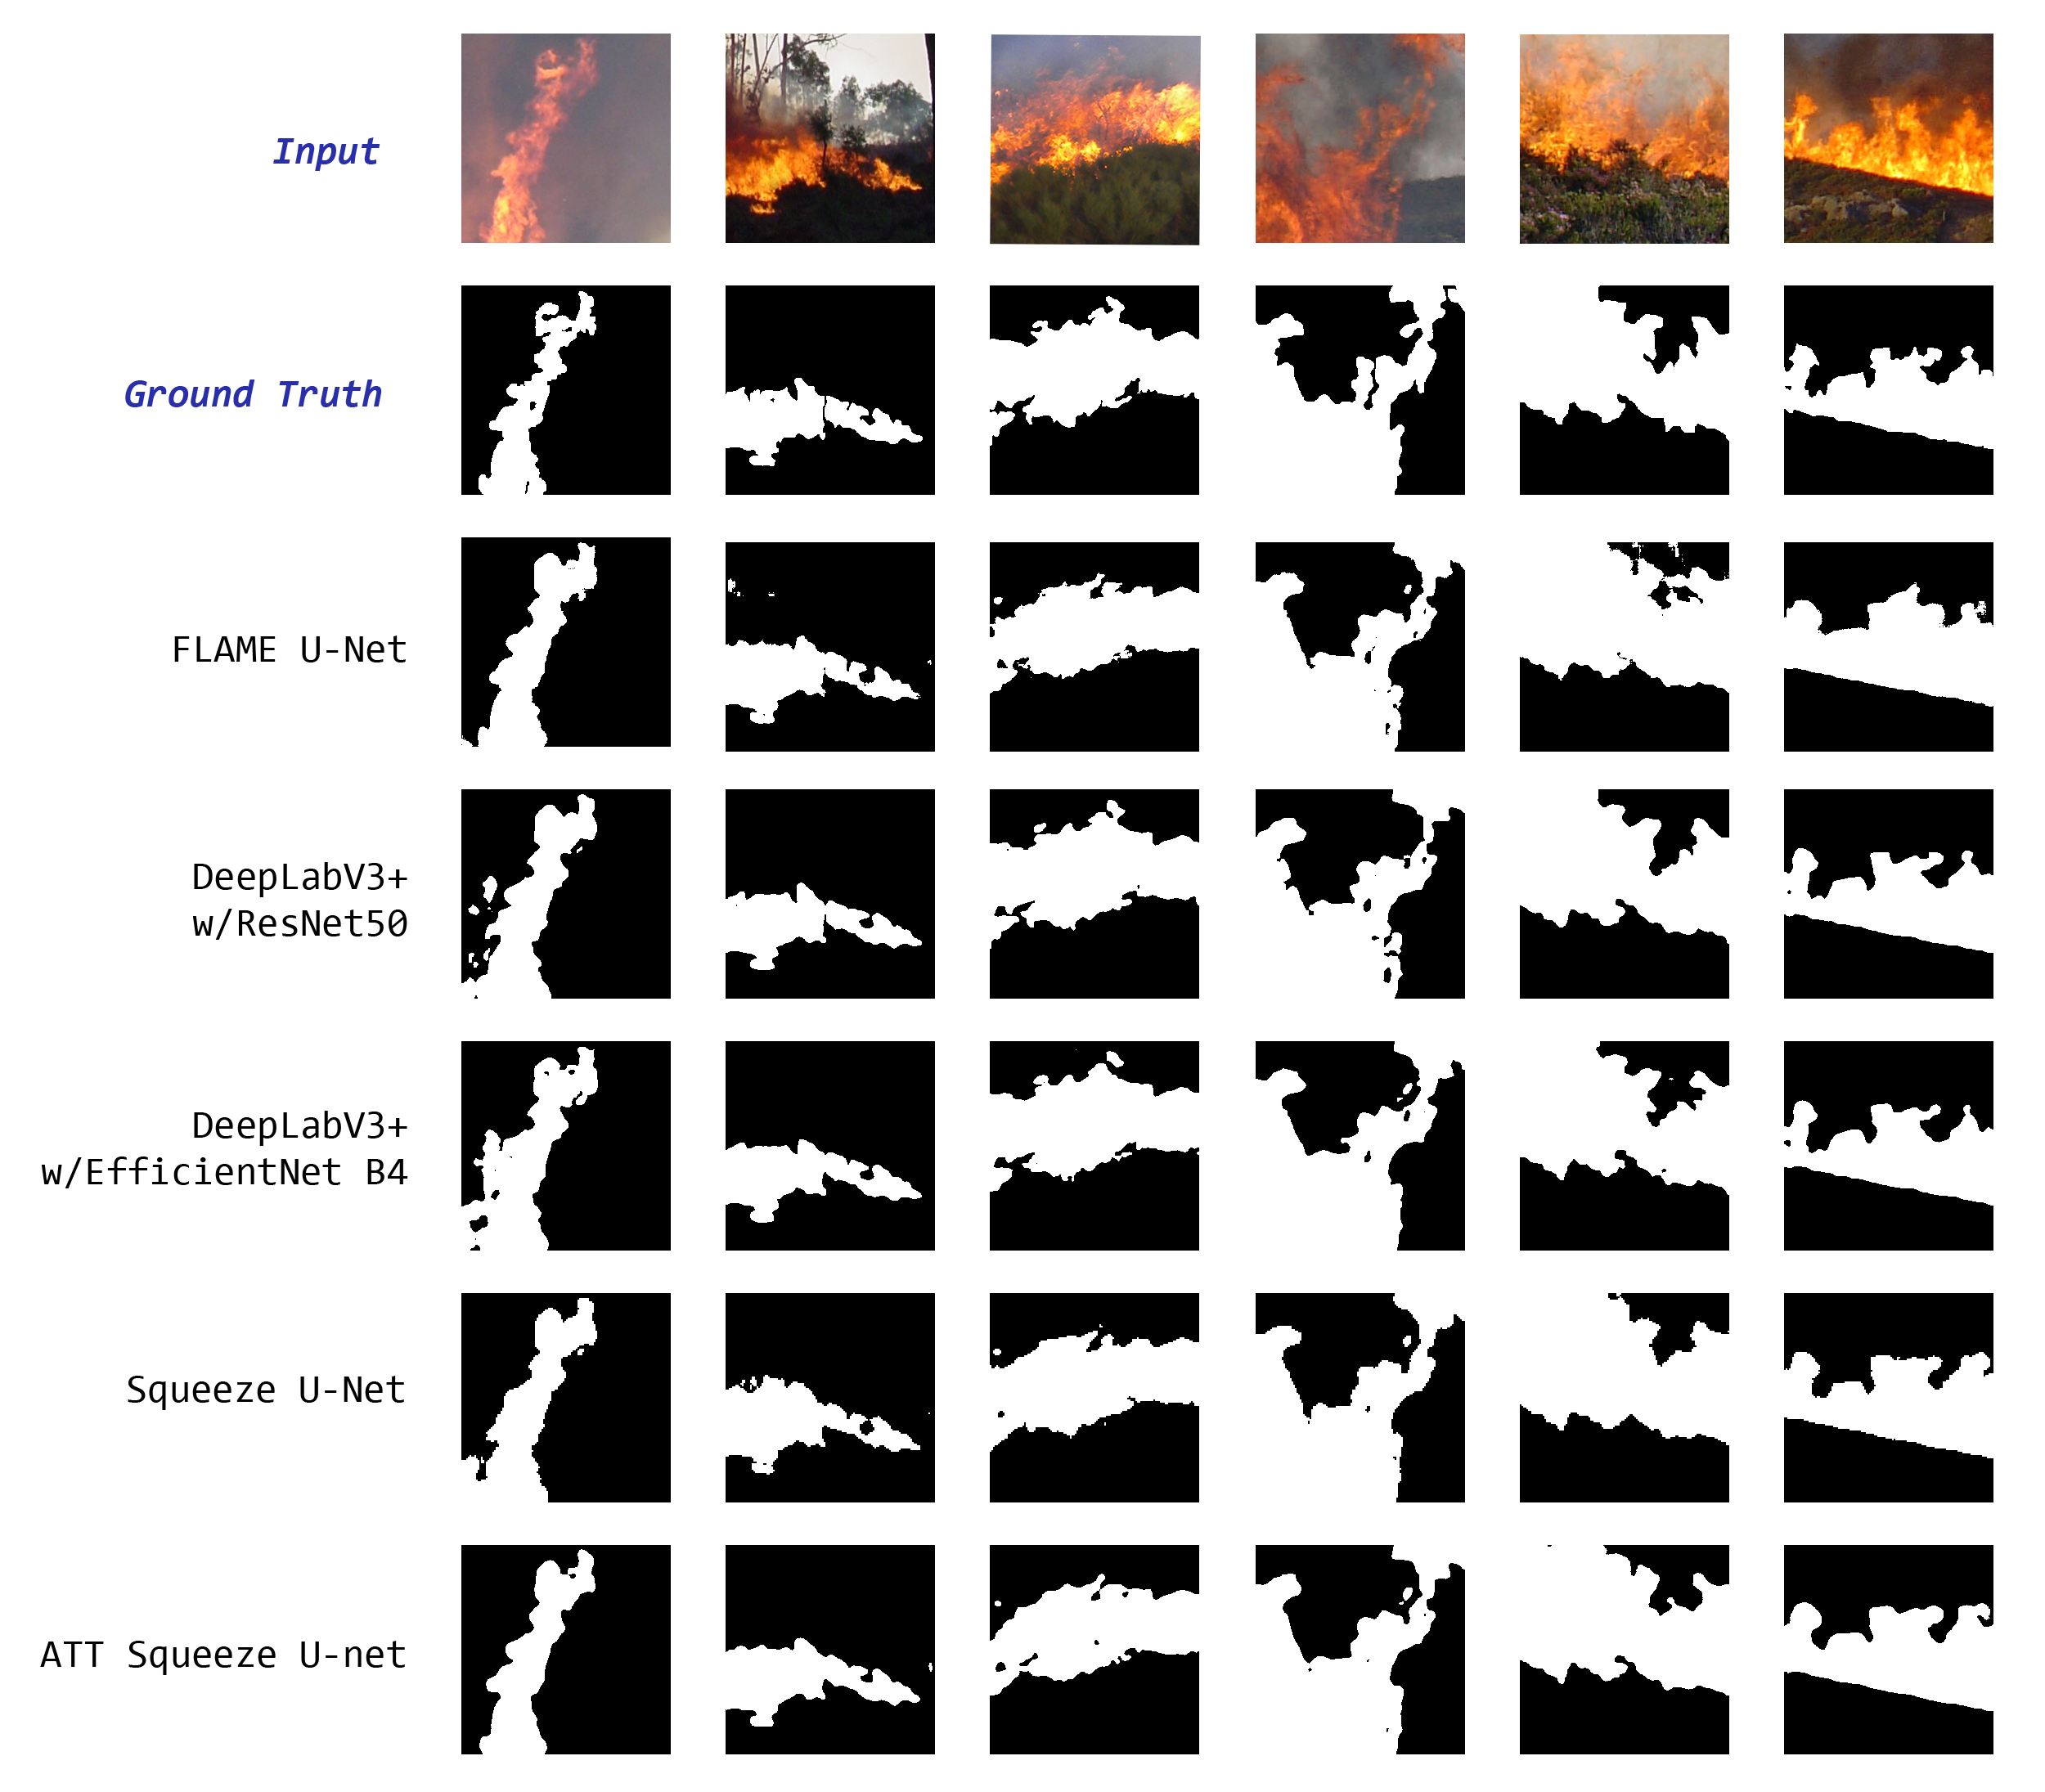 Input
Ground Truth
FLAME U-Net
DeepLabV3+
w/ResNet50
DeepLabV3+
w/EfficientNet B4
Squeeze U-Net
ATT Squeeze U-net